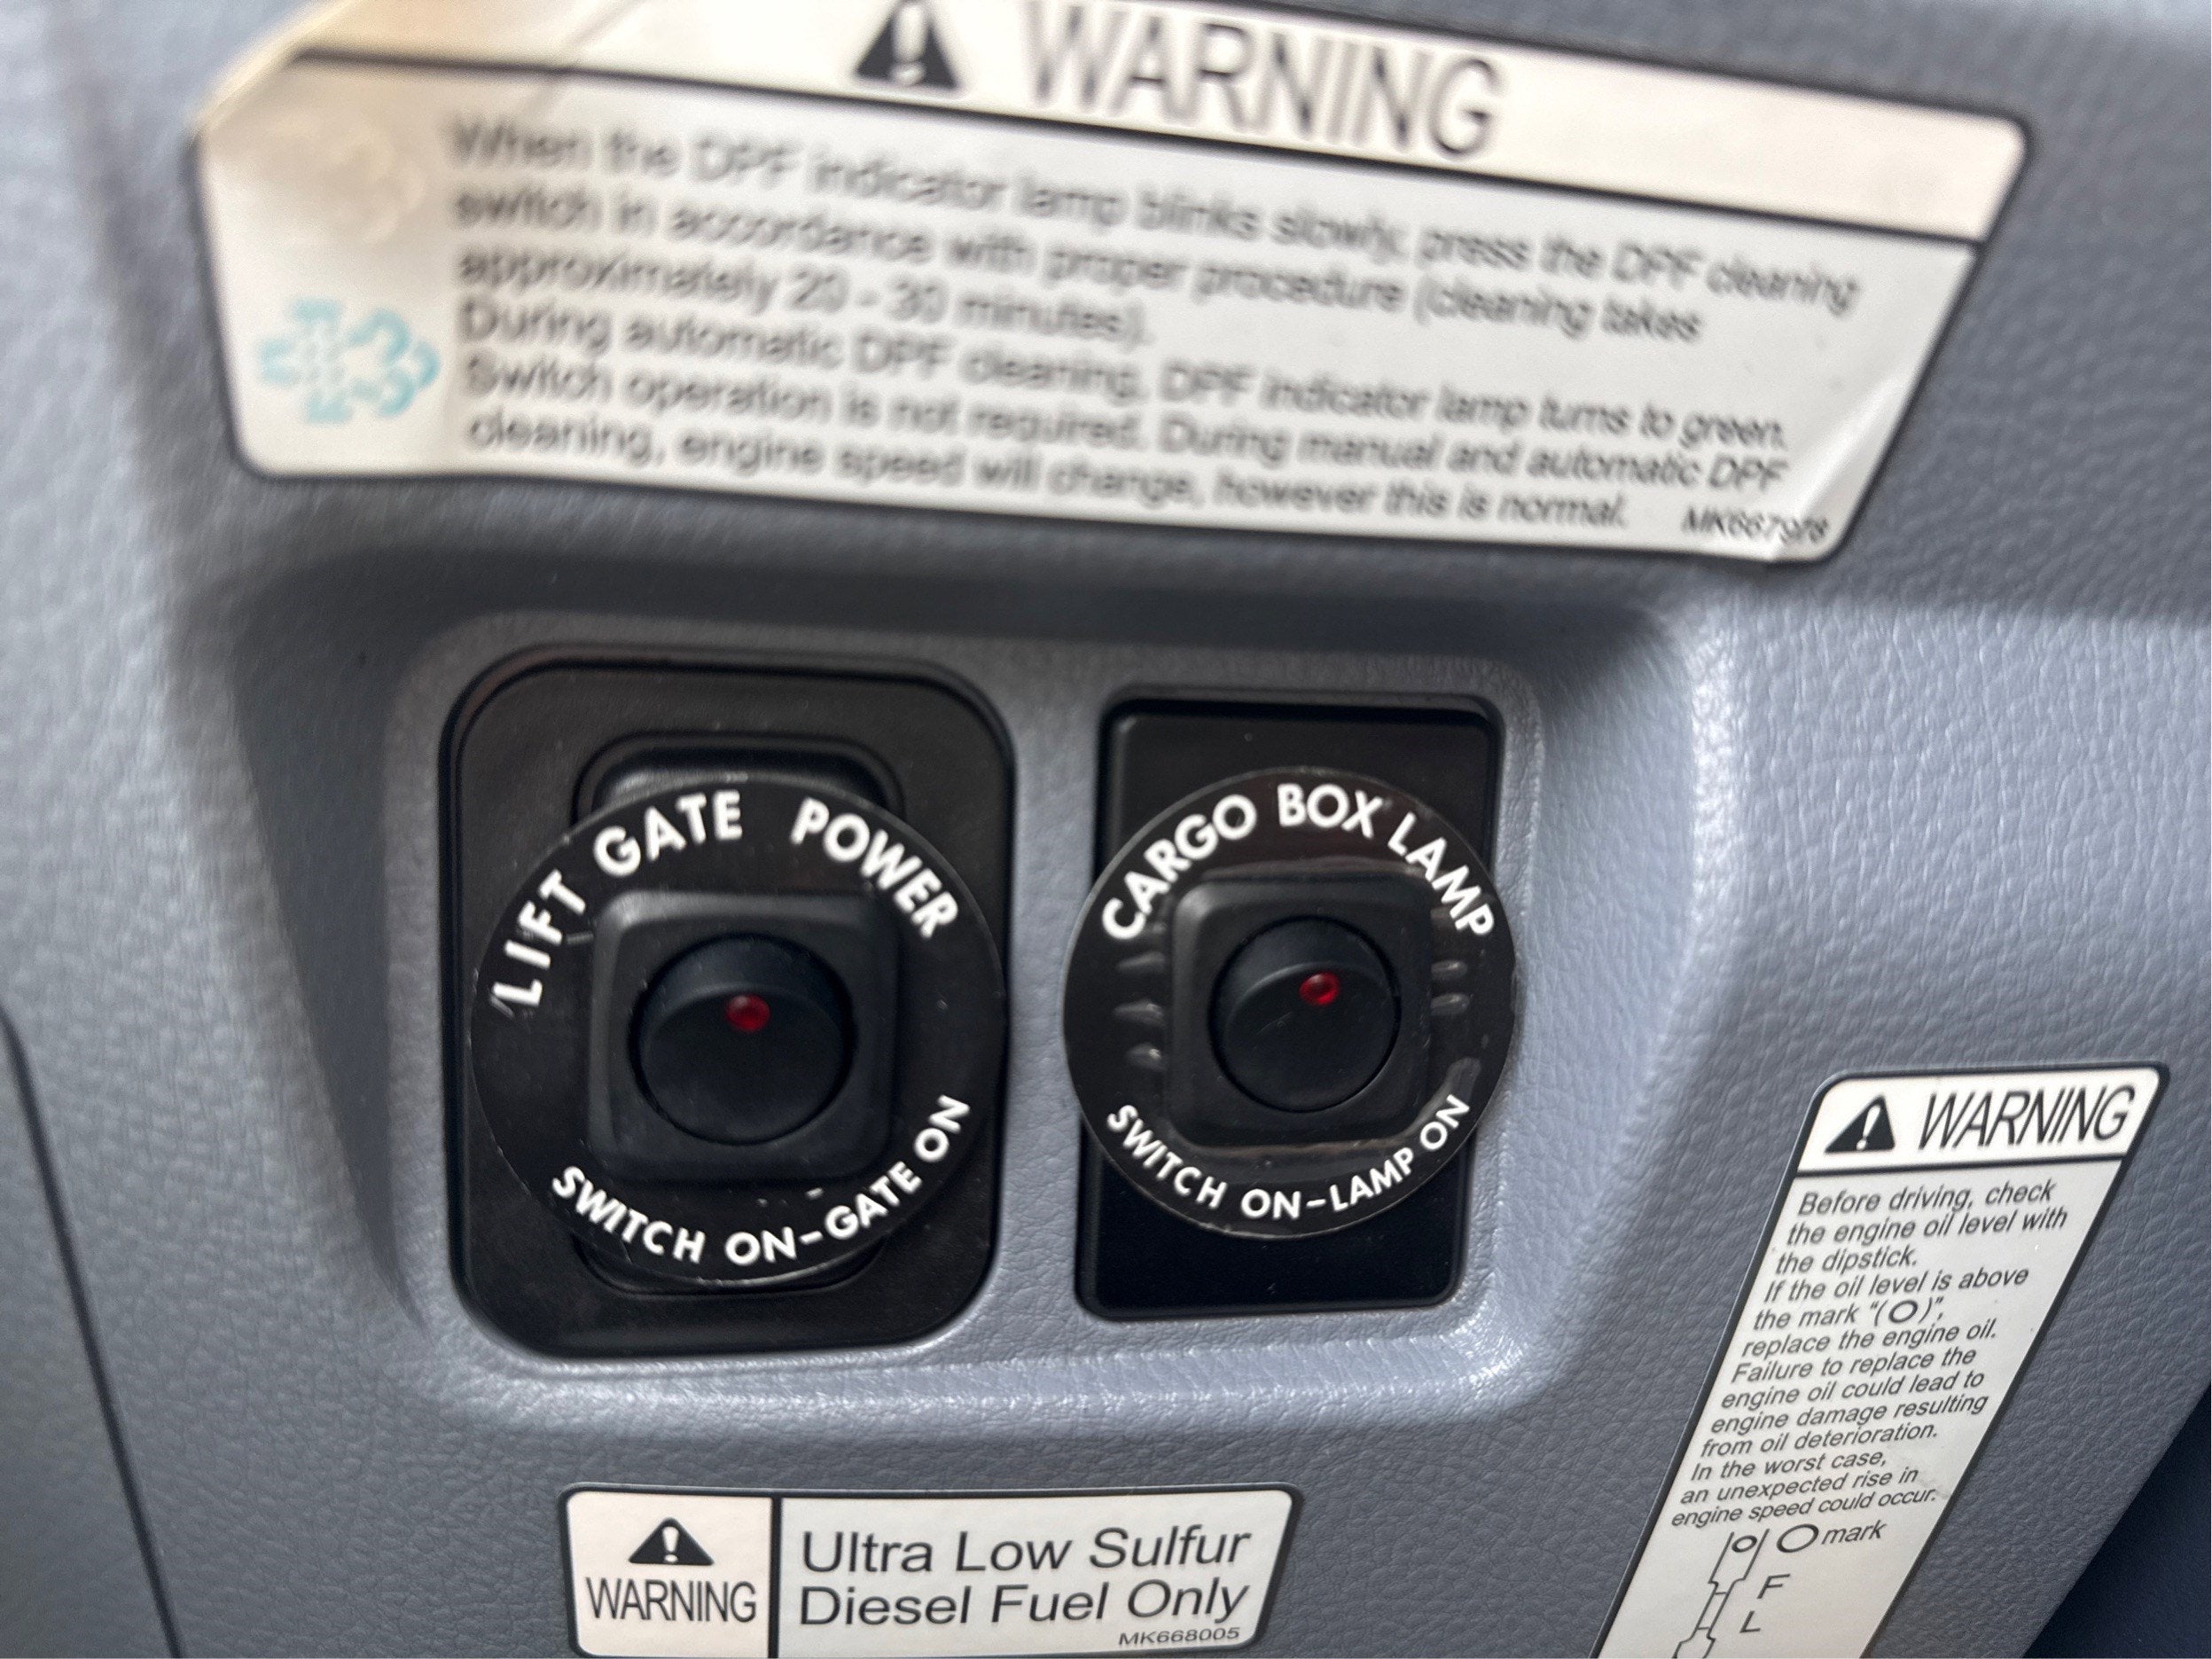 WARNING
When the DPF indicator lamp blinks slowly, press the DPF cleaning
switch in accordance with proper procedure (cleaning takes
approximately 20 - 30 minutes).
During automatic DPF cleaning, DPF indicator lamp turns to green.
Switch operation is not required. During manual and automatic DPF
cleaning, engine speed will change, however this is normal.
MK667978
LIFT GATE POWER
SWITCH ON-GATE ON
CARGO BOX LAMP
SWITCH ON-LAMP ON
WARNING
Ultra Low Sulfur
Diesel Fuel Only
MK668005
WARNING
Before driving, check
the engine oil level with
the dipstick.
If the oil level is above
the mark "(O)",
replace the engine oil.
Failure to replace the
engine oil could lead to
engine damage resulting
from oil deterioration.
In the worst case,
an unexpected rise in
engine speed could occur.
O mark
F
L